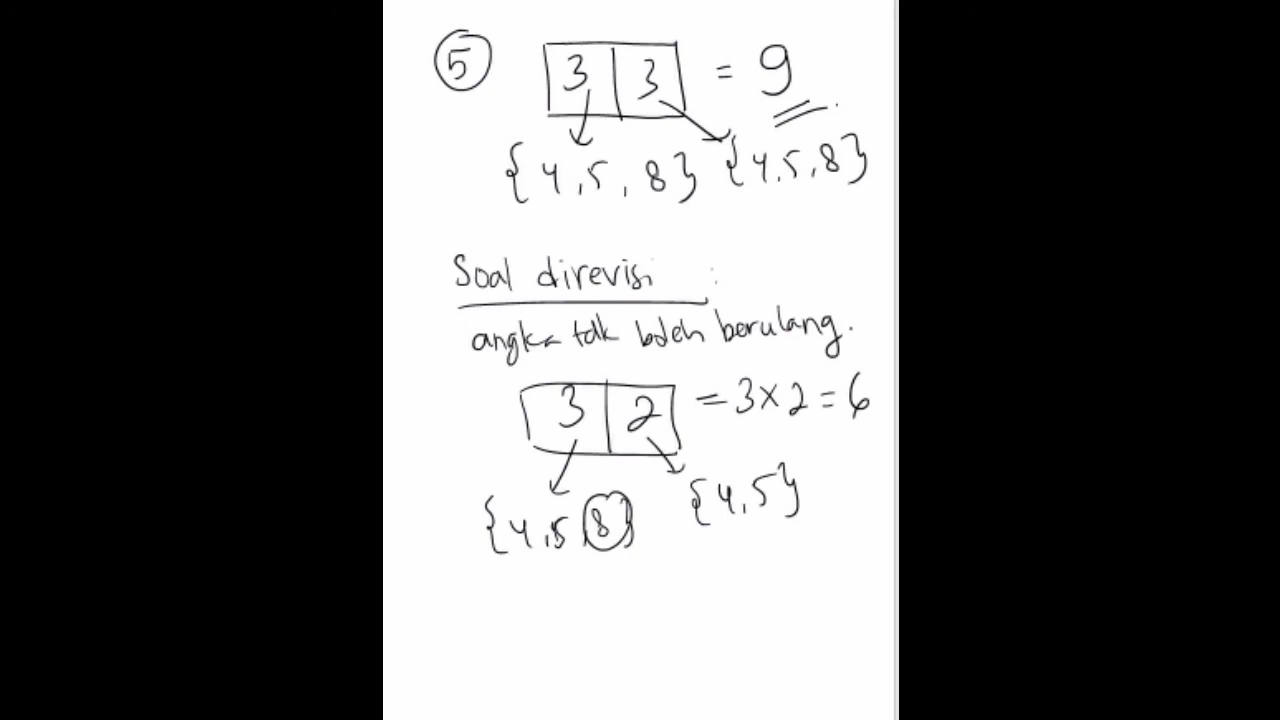 5 3 3 = 9
{4,5,8} {4,5,8}
Soal direvisi :
angka tdk boleh berulang.
3 2 = 3×2=6
{4,5,8} {4,5}